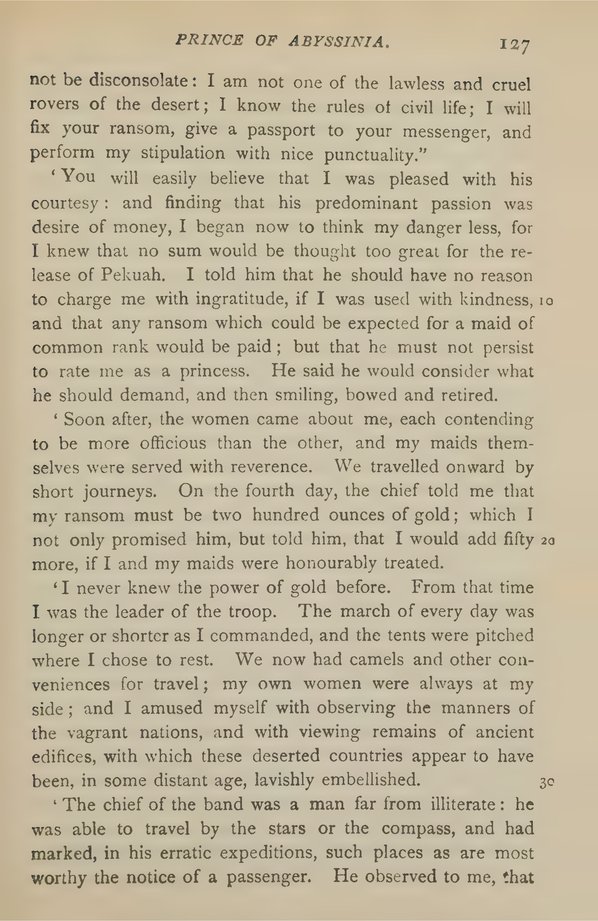 PRINCE OF ABYSSINIA. 127
not be disconsolate: I am not one of the lawless and cruel
rovers of the desert; I know the rules of civil life; I will
fix your ransom, give a passport to your messenger, and
perform my stipulation with nice punctuality.”
‘You will easily believe that I was pleased with his
courtesy: and finding that his predominant passion was
desire of money, I began now to think my danger less, for
I knew that no sum would be thought too great for the re-
lease of Pekuah. I told him that he should have no reason
to charge me with ingratitude, if I was used with kindness, 10
and that any ransom which could be expected for a maid of
common rank would be paid; but that he must not persist
to rate me as a princess. He said he would consider what
he should demand, and then smiling, bowed and retired.
‘Soon after, the women came about me, each contending
to be more officious than the other, and my maids them-
selves were served with reverence. We travelled onward by
short journeys. On the fourth day, the chief told me that
my ransom must be two hundred ounces of gold; which I
not only promised him, but told him, that I would add fifty 20
more, if I and my maids were honourably treated.
‘I never knew the power of gold before. From that time
I was the leader of the troop. The march of every day was
longer or shorter as I commanded, and the tents were pitched
where I chose to rest. We now had camels and other con-
veniences for travel; my own women were always at my
side; and I amused myself with observing the manners of
the vagrant nations, and with viewing remains of ancient
edifices, with which these deserted countries appear to have
been, in some distant age, lavishly embellished. 30
‘The chief of the band was a man far from illiterate: he
was able to travel by the stars or the compass, and had
marked, in his erratic expeditions, such places as are most
worthy the notice of a passenger. He observed to me, that